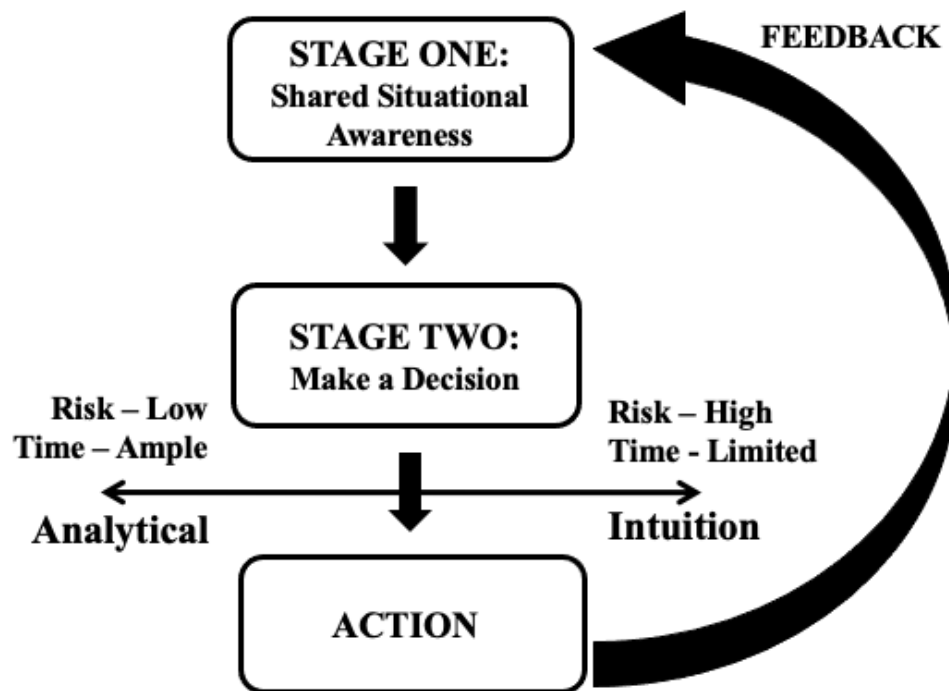 FEEDBACK
STAGE ONE:
Shared Situational
Awareness
STAGE TWO:
Make a Decision
Risk – Low
Time – Ample
Risk – High
Time - Limited
Analytical
Intuition
ACTION